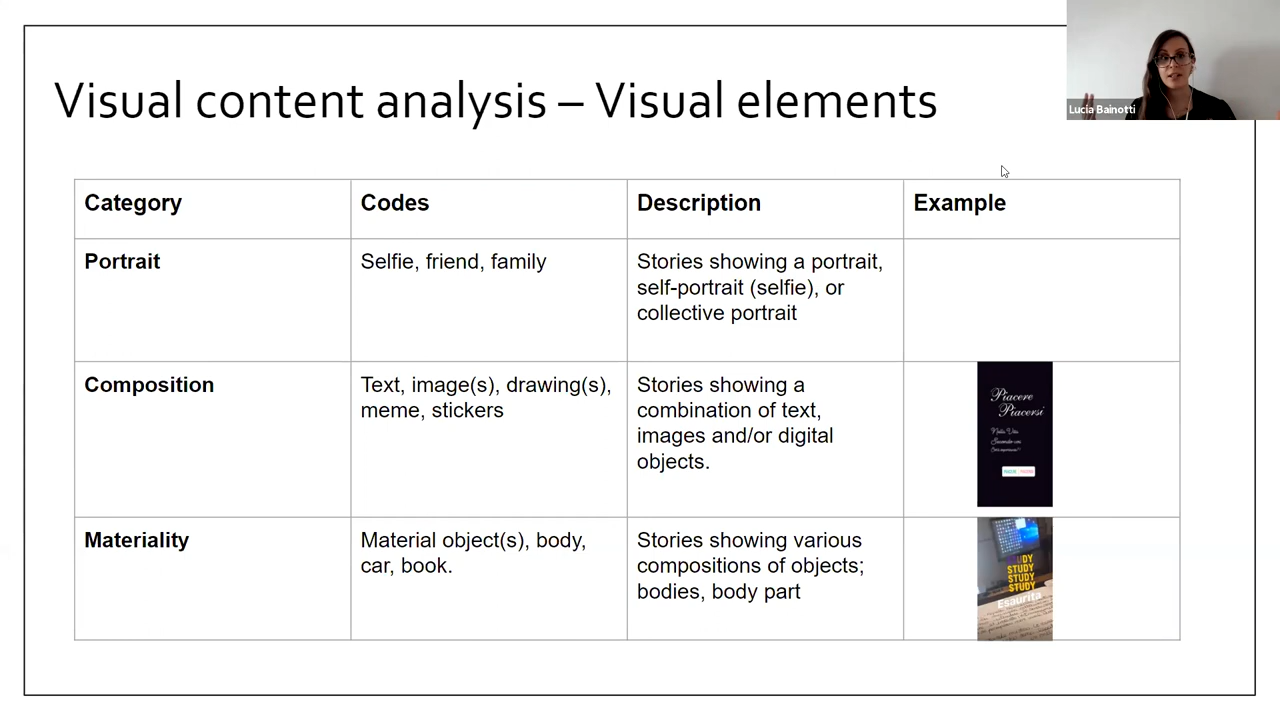 Lucia Bainotti
Visual content analysis – Visual elements
Category
Codes
Description
Example
Portrait
Selfie, friend, family
Stories showing a portrait,
self-portrait (selfie), or
collective portrait
Composition
Text, image(s), drawing(s),
meme, stickers
Stories showing a
combination of text,
images and/or digital
objects.
Piacere
Piacersi
Materiality
Material object(s), body,
car, book.
Stories showing various
compositions of objects;
bodies, body part
STUDY
STUDY
STUDY
Esaurita